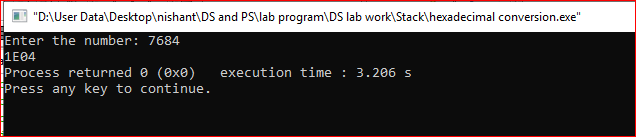 "D:\User Data\Desktop\nishant\DS and PS\lab program\DS lab work\Stack\hexadecimal conversion.exe"
Enter the number: 7684
1E04
Process returned 0 (0x0)   execution time : 3.206 s
Press any key to continue.